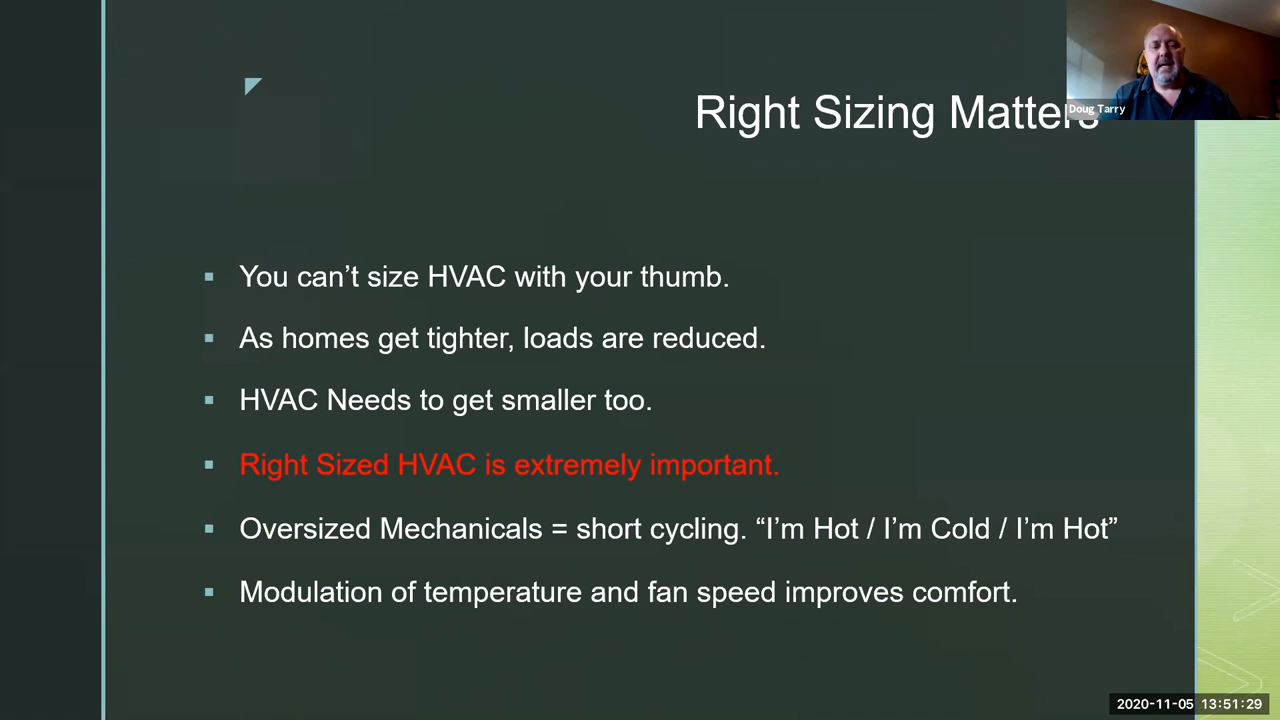 Doug Tarry
Right Sizing Matters
You can’t size HVAC with your thumb.
As homes get tighter, loads are reduced.
HVAC Needs to get smaller too.
Right Sized HVAC is extremely important.
Oversized Mechanicals = short cycling. “I’m Hot / I’m Cold / I’m Hot”
Modulation of temperature and fan speed improves comfort.
2020-11-05 13:51:29